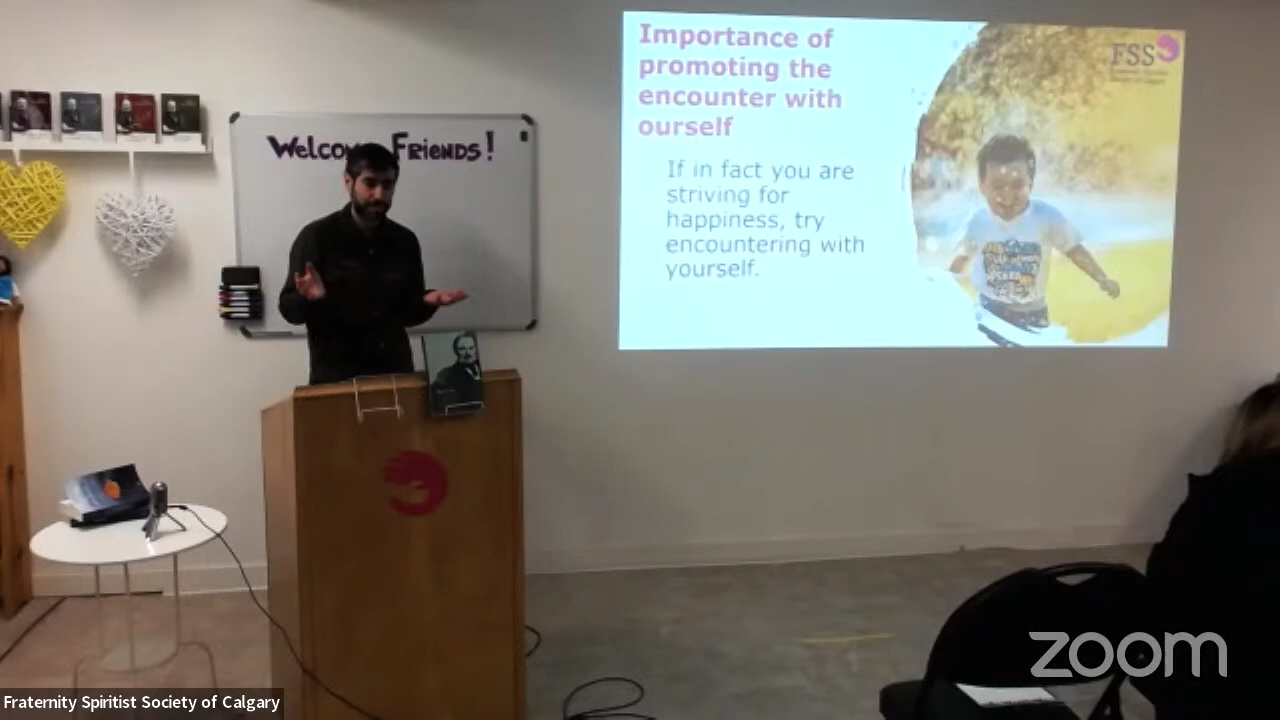 Welcome Friends!
Importance of
promoting the
encounter with
ourself
If in fact you are
striving for
happiness, try
encountering with
yourself.
FSS
zoom
Fraternity Spiritist Society of Calgary